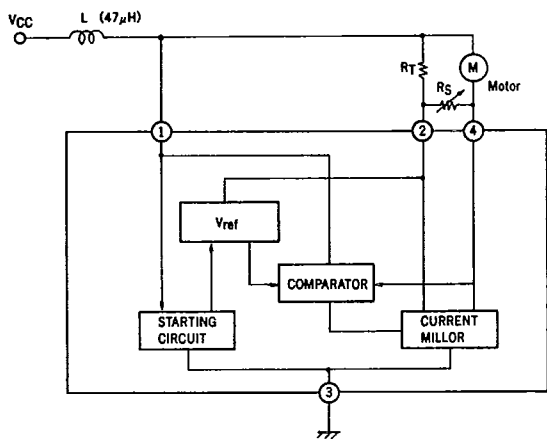 VCC L (47μH)
RT M
RS Motor
1 2 4
Vref
COMPARATOR
STARTING
CIRCUIT
CURRENT
MILLOR
3